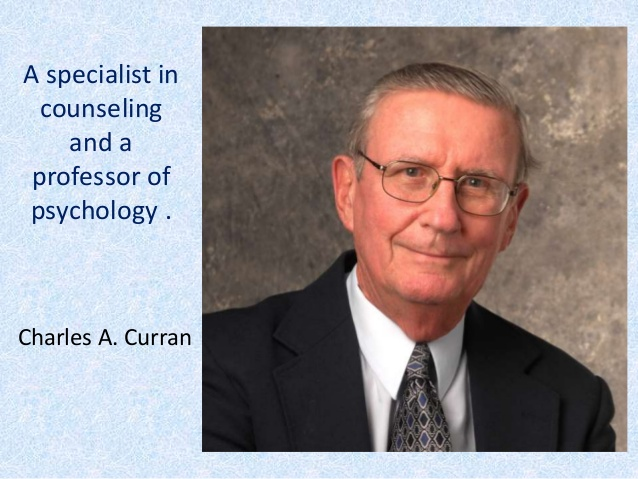 A specialist in
counseling
and a
professor of
psychology .
Charles A. Curran